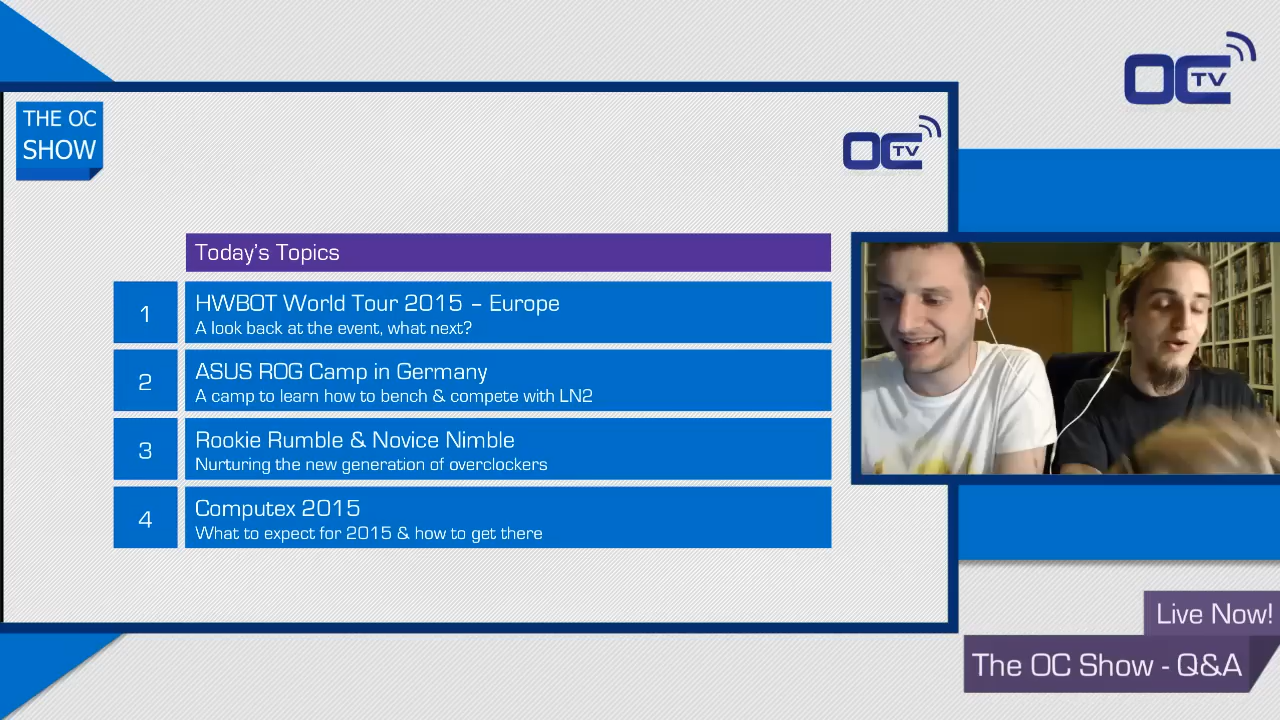 THE OC
SHOW
OC TV
OC TV
Today's Topics
1
HWBOT World Tour 2015 – Europe
A look back at the event, what next?
2
ASUS ROG Camp in Germany
A camp to learn how to bench & compete with LN2
3
Rookie Rumble & Novice Nimble
Nurturing the new generation of overclockers
4
Computex 2015
What to expect for 2015 & how to get there
Live Now!
The OC Show - Q&A